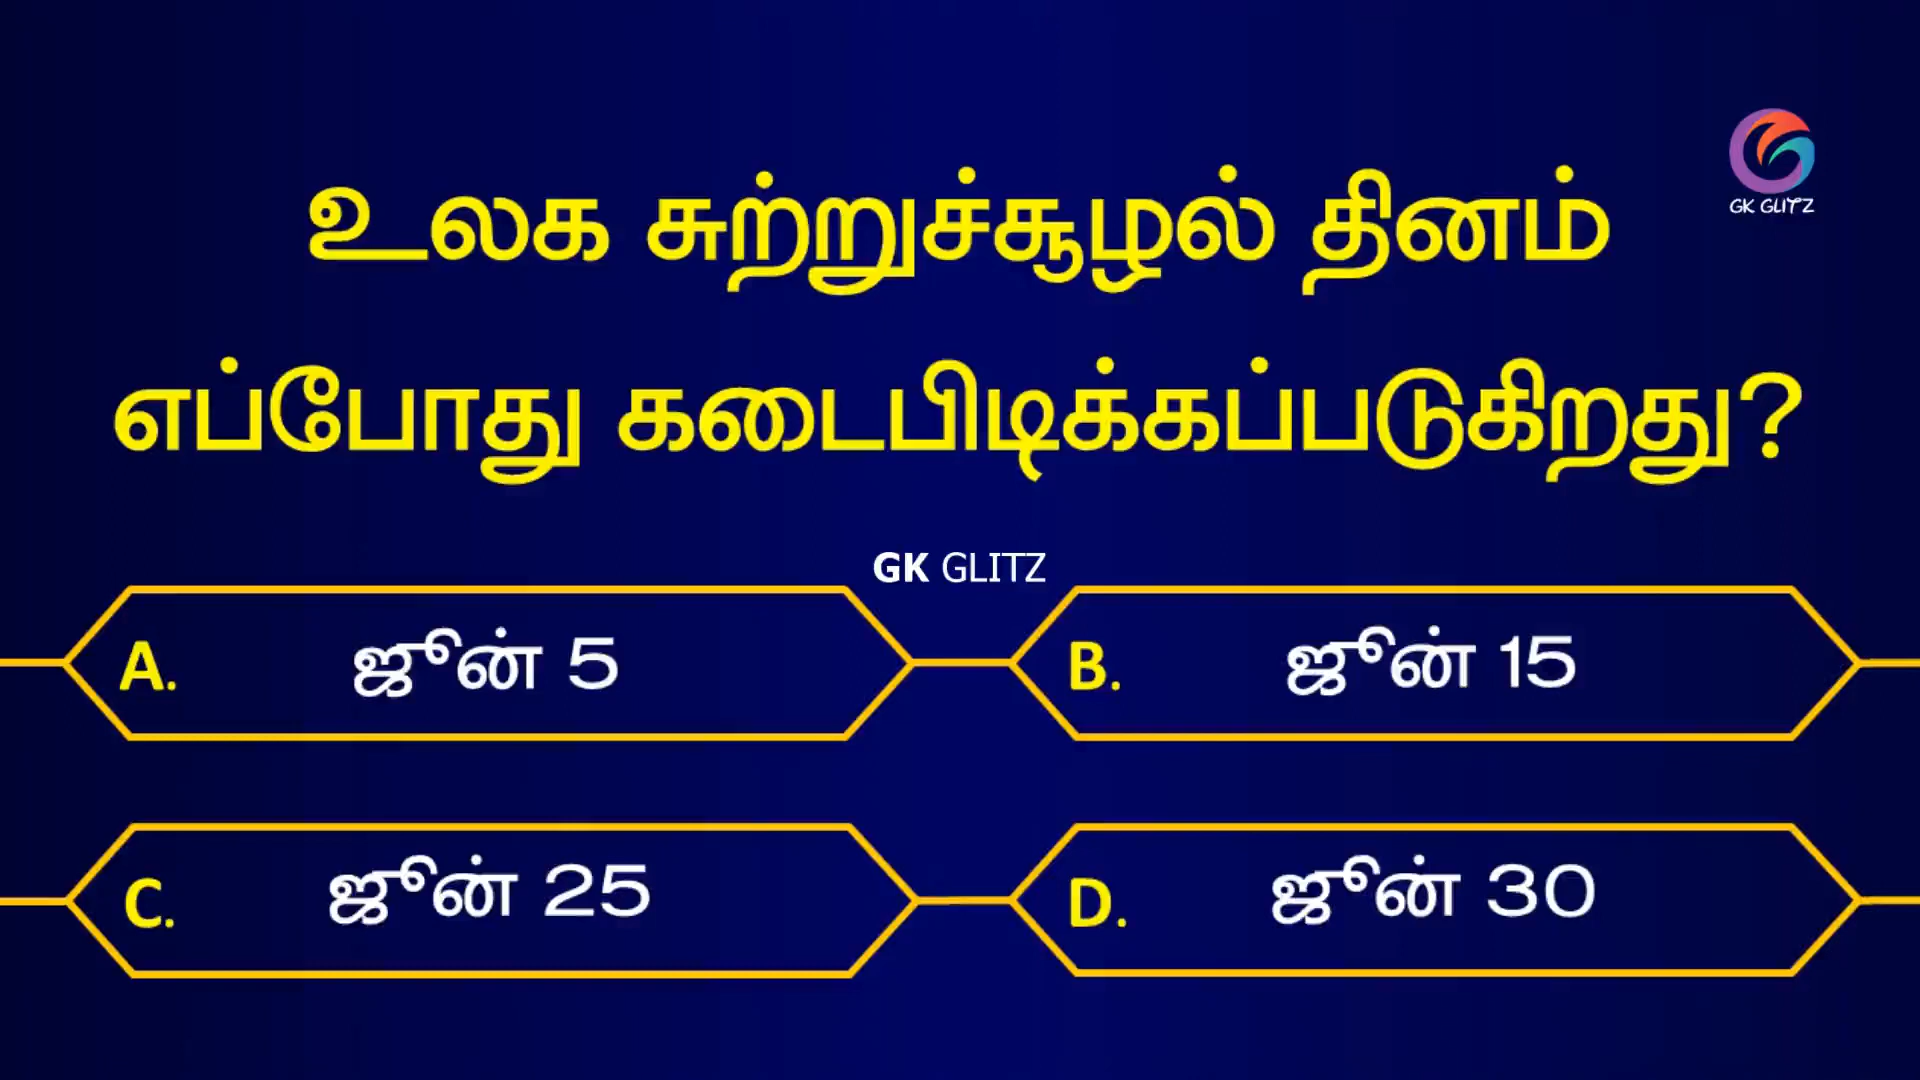 GK GLITZ
உலக சுற்றுச்சூழல் தினம்
எப்போது கடைபிடிக்கப்படுகிறது?
GK GLITZ
A. ஜூன் 5
B. ஜூன் 15
C. ஜூன் 25
D. ஜூன் 30